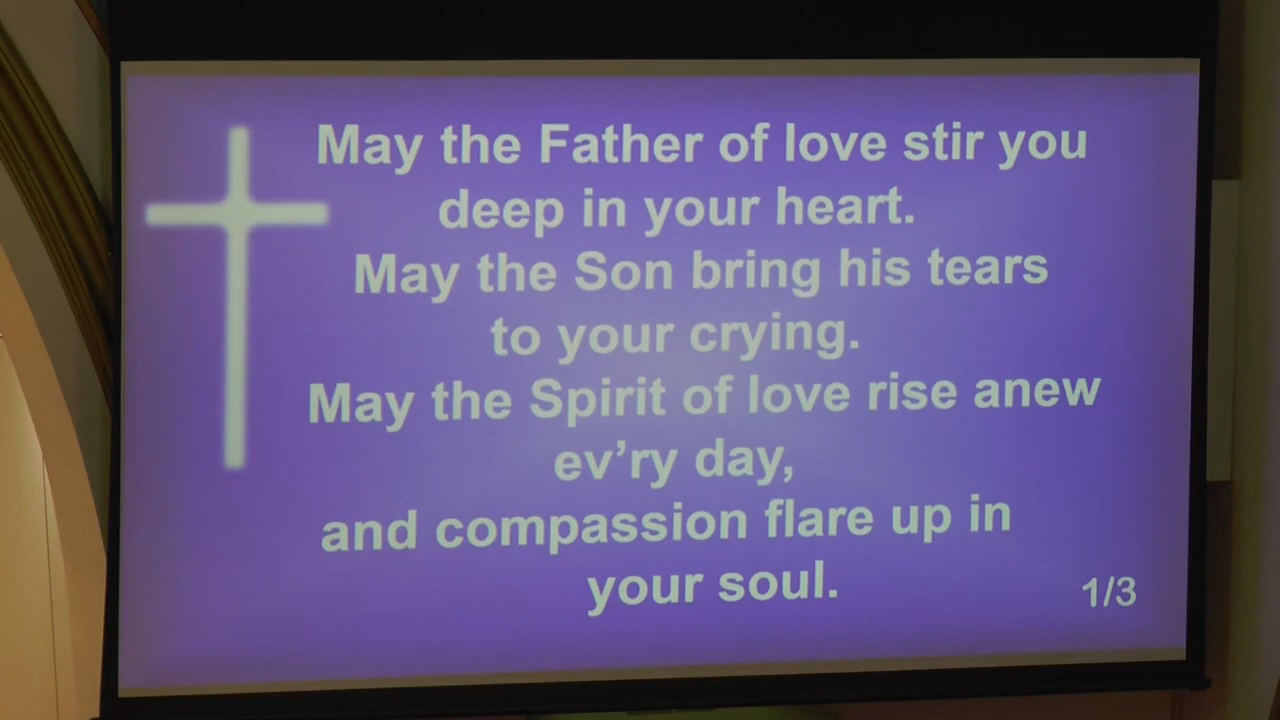 May the Father of love stir you
deep in your heart.
May the Son bring his tears
to your crying.
May the Spirit of love rise anew
ev’ry day,
and compassion flare up in
your soul.
1/3